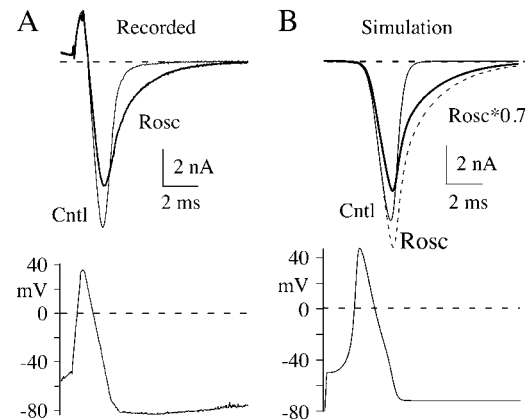 A
Recorded
Rosc
2 nA
2 ms
Cntl
40
mV
0
-40
-80
B
Simulation
Rosc*0.7
2 nA
2 ms
Cntl
Rosc
40
mV
0
-40
-80